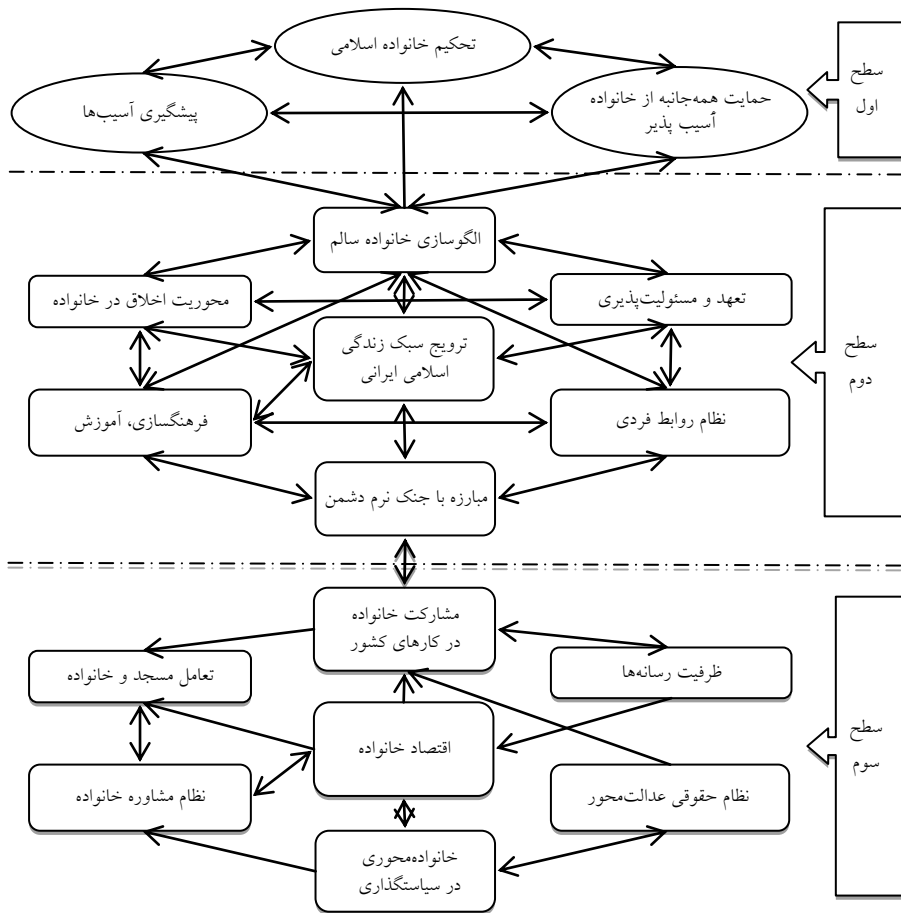 تحکیم خانواده اسلامی
سطح
اول
حمایت همه‌جانبه از خانواده
آسیب پذیر
پیشگیری آسیب‌ها
الگوسازی خانواده سالم
تعهد و مسئولیت‌پذیری
محوریت اخلاق در خانواده
ترویج سبک زندگی
اسلامی ایرانی
سطح
دوم
نظام روابط فردی
فرهنگسازی، آموزش
مبارزه با جنک نرم دشمن
مشارکت خانواده
در کارهای کشور
ظرفیت رسانه‌ها
تعامل مسجد و خانواده
اقتصاد خانواده
سطح
سوم
نظام حقوقی عدالت‌محور
نظام مشاوره خانواده
خانواده‌محوری
در سیاستگذاری